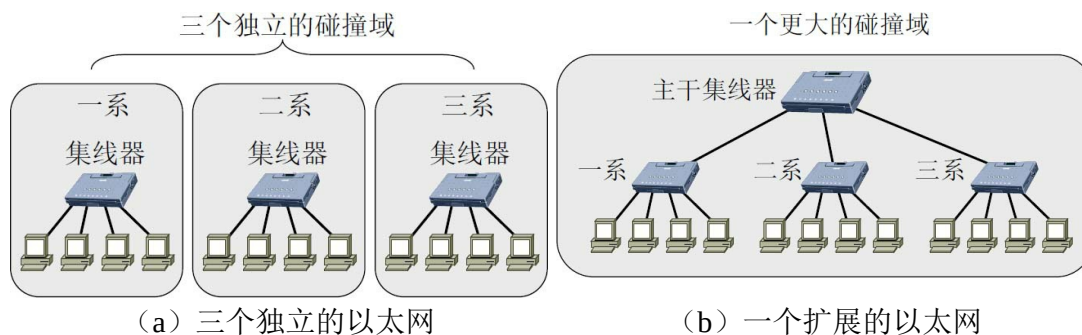 三个独立的碰撞域
一系
集线器
二系
集线器
三系
集线器
（a）三个独立的以太网
一个更大的碰撞域
主干集线器
一系
二系
三系
（b）一个扩展的以太网